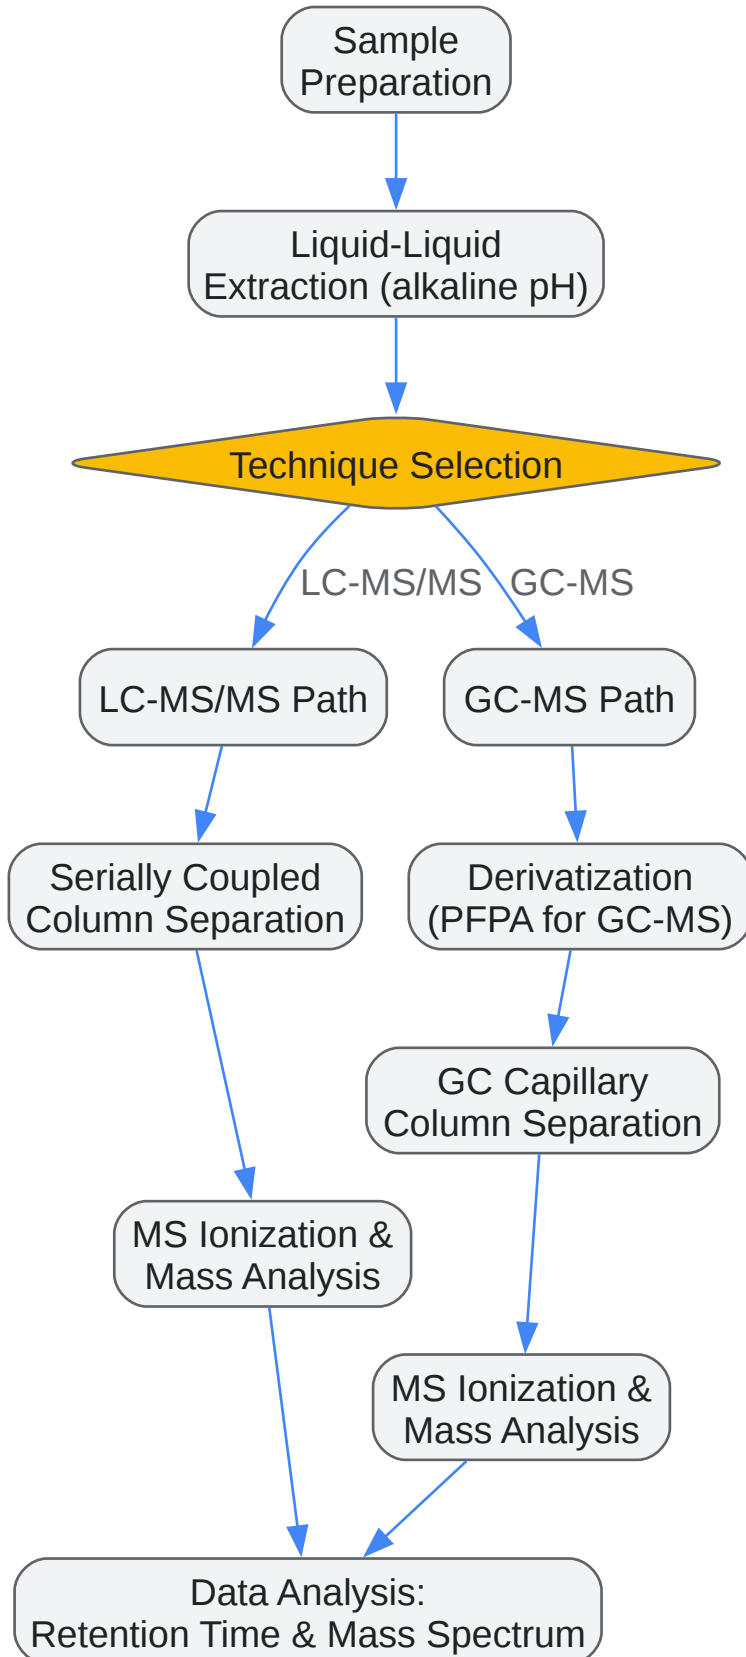 Sample
Preparation
Liquid-Liquid
Extraction (alkaline pH)
Technique Selection
LC-MS/MS
GC-MS
LC-MS/MS Path
GC-MS Path
Serially Coupled
Column Separation
Derivatization
(PFPA for GC-MS)
GC Capillary
Column Separation
MS Ionization &
Mass Analysis
MS Ionization &
Mass Analysis
Data Analysis:
Retention Time & Mass Spectrum